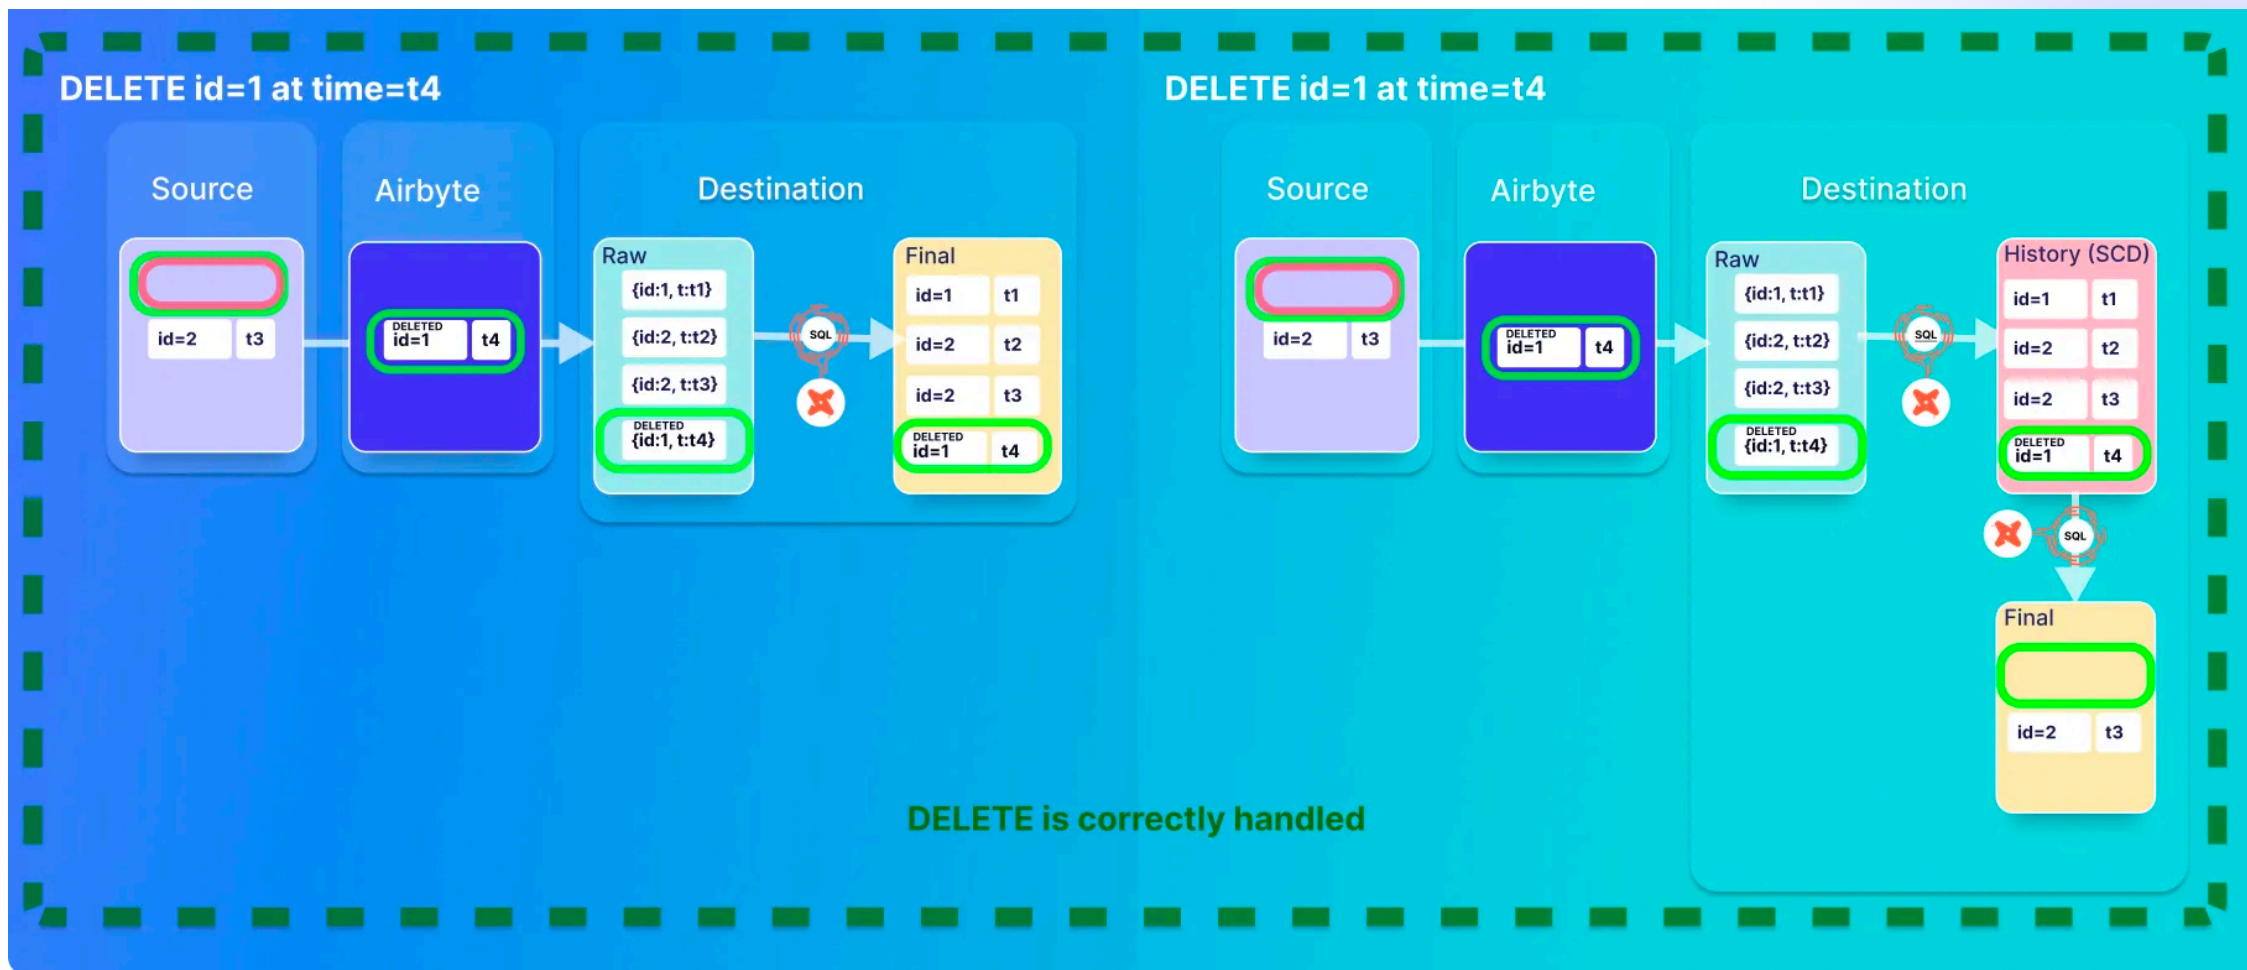 DELETE id=1 at time=t4
Source
Airbyte
Destination
id=2 t3
DELETED
id=1 t4
Raw
{id:1, t:t1}
{id:2, t:t2}
{id:2, t:t3}
DELETED
{id:1, t:t4}
SQL
Final
id=1 t1
id=2 t2
id=2 t3
DELETED
id=1 t4
DELETE id=1 at time=t4
Source
Airbyte
Destination
id=2 t3
DELETED
id=1 t4
Raw
{id:1, t:t1}
{id:2, t:t2}
{id:2, t:t3}
DELETED
{id:1, t:t4}
SQL
History (SCD)
id=1 t1
id=2 t2
id=2 t3
DELETED
id=1 t4
SQL
Final
id=2 t3
DELETE is correctly handled